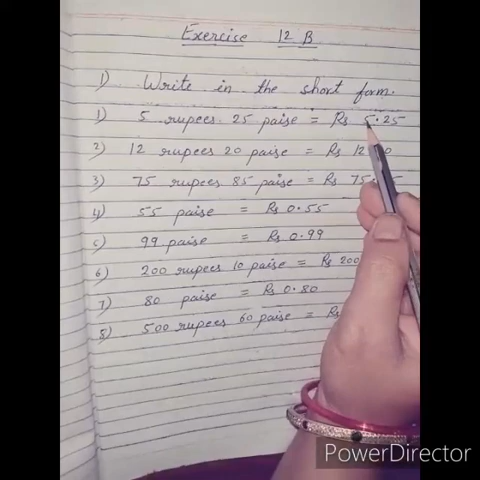 Exercise 12 B
1) Write in the short form.
1) 5 rupees 25 paise = Rs 5.25
2) 12 rupees 20 paise = Rs 12
3) 75 rupees 85 paise = Rs 75.
4) 55 paise = Rs 0.55
5) 99 paise = Rs 0.99
6) 200 rupees 10 paise = Rs 200
7) 80 paise = Rs 0.80
8) 500 rupees 60 paise = Rs
PowerDirector